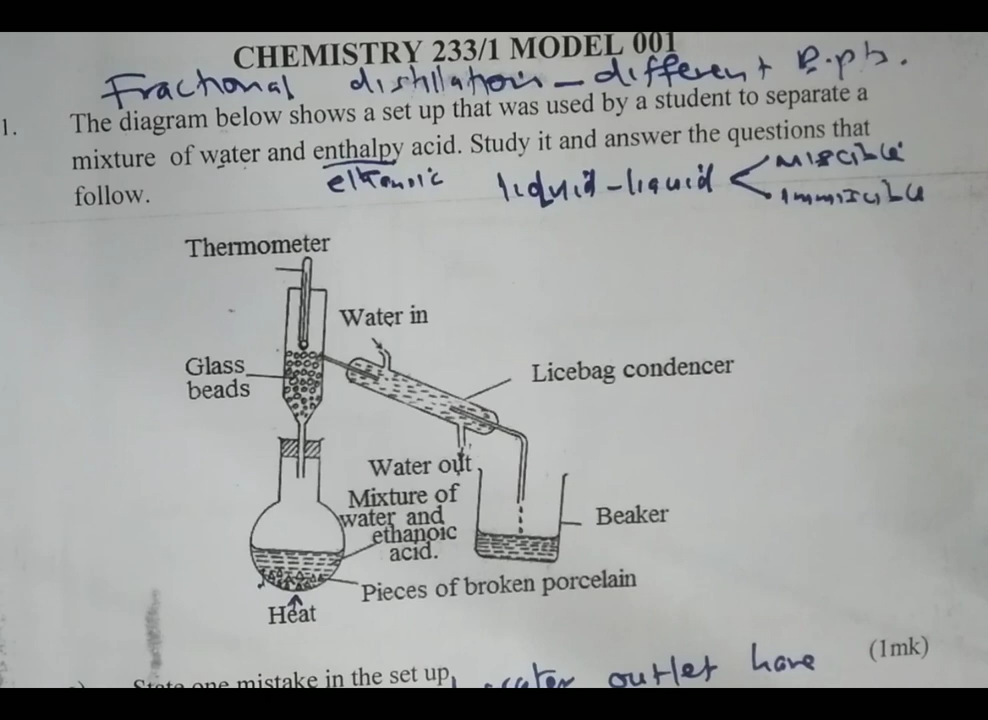 CHEMISTRY 233/1 MODEL 001
Fractional distillation - different B.pts.
1. The diagram below shows a set up that was used by a student to separate a
mixture of water and enthalpy acid. Study it and answer the questions that
follow.
liquid-liquid miscible
immiscible
Thermometer
Water in
Glass
beads
Licebag condencer
Water out
Mixture of
water and
ethanoic
acid.
Beaker
Pieces of broken porcelain
Heat
(1mk)
State one mistake in the set up,
water outlet have